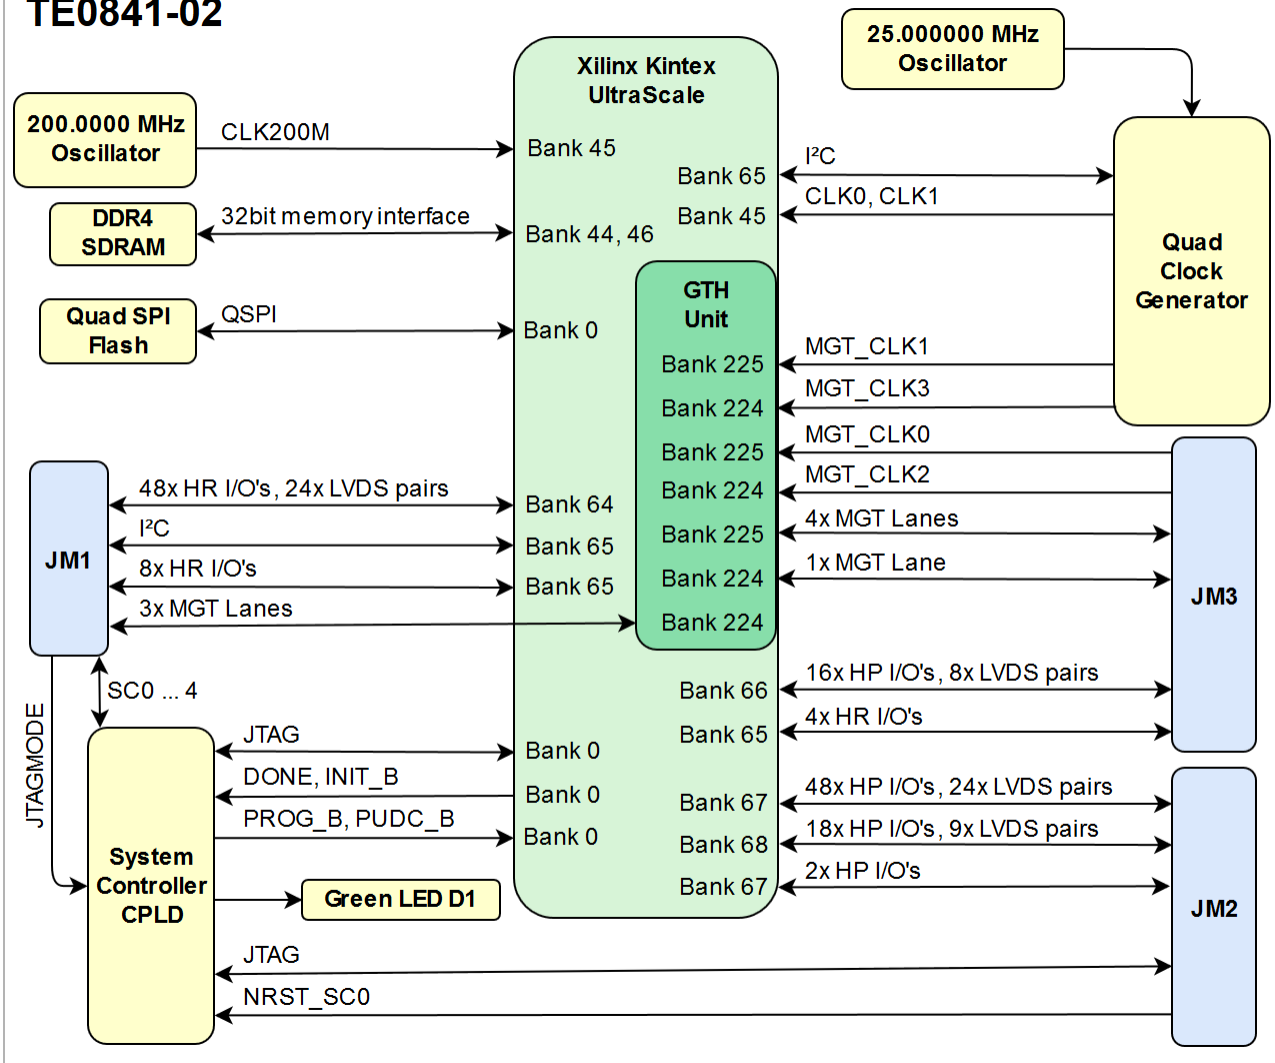 TE0841-02
25.000000 MHz
Oscillator
Xilinx Kintex
UltraScale
200.0000 MHz
Oscillator
CLK200M
Bank 45
I²C
Bank 65
CLK0, CLK1
Bank 45
DDR4
SDRAM
32bit memory interface
Bank 44, 46
Quad
Clock
Generator
Quad SPI
Flash
QSPI
Bank 0
GTH
Unit
MGT_CLK1
Bank 225
MGT_CLK3
Bank 224
MGT_CLK0
Bank 225
MGT_CLK2
Bank 224
4x MGT Lanes
Bank 225
1x MGT Lane
Bank 224
Bank 224
JM3
JM1
48x HR I/O's, 24x LVDS pairs
Bank 64
I²C
Bank 65
8x HR I/O's
Bank 65
3x MGT Lanes
16x HP I/O's, 8x LVDS pairs
Bank 66
4x HR I/O's
Bank 65
SC0 ... 4
JTAGMODE
JTAG
Bank 0
DONE, INIT_B
Bank 0
PROG_B, PUDC_B
Bank 0
48x HP I/O's, 24x LVDS pairs
Bank 67
18x HP I/O's, 9x LVDS pairs
Bank 68
2x HP I/O's
Bank 67
System
Controller
CPLD
Green LED D1
JM2
JTAG
NRST_SC0